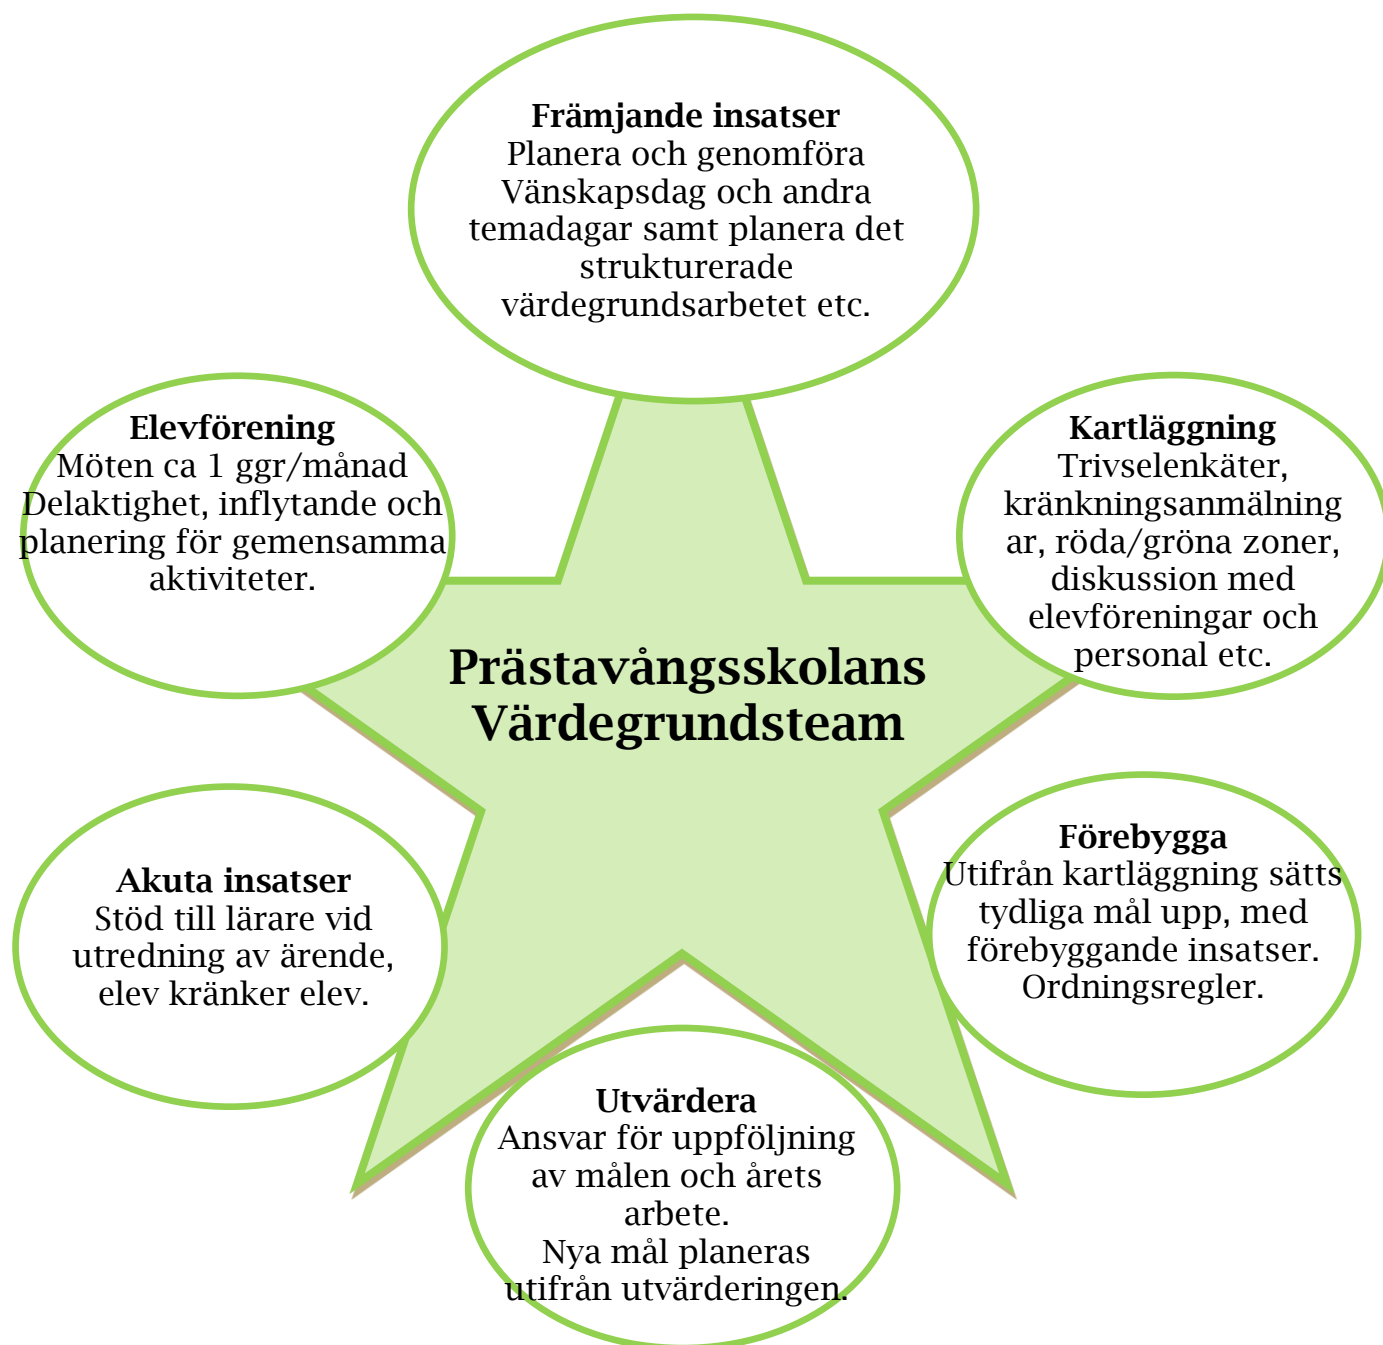 Främjande insatser
Planera och genomföra
Vänskapsdag och andra
temadagar samt planera det
strukturerade
värdegrundsarbetet etc.
Elevförening
Möten ca 1 ggr/månad
Delaktighet, inflytande och
planering för gemensamma
aktiviteter.
Kartläggning
Trivselenkäter,
kränkningsanmälning
ar, röda/gröna zoner,
diskussion med
elevföreningar och
personal etc.
Prästavångsskolans
Värdegrundsteam
Akuta insatser
Stöd till lärare vid
utredning av ärende,
elev kränker elev.
Förebygga
Utifrån kartläggning sätts
tydliga mål upp, med
förebyggande insatser.
Ordningsregler.
Utvärdera
Ansvar för uppföljning
av målen och årets
arbete.
Nya mål planeras
utifrån utvärderingen.